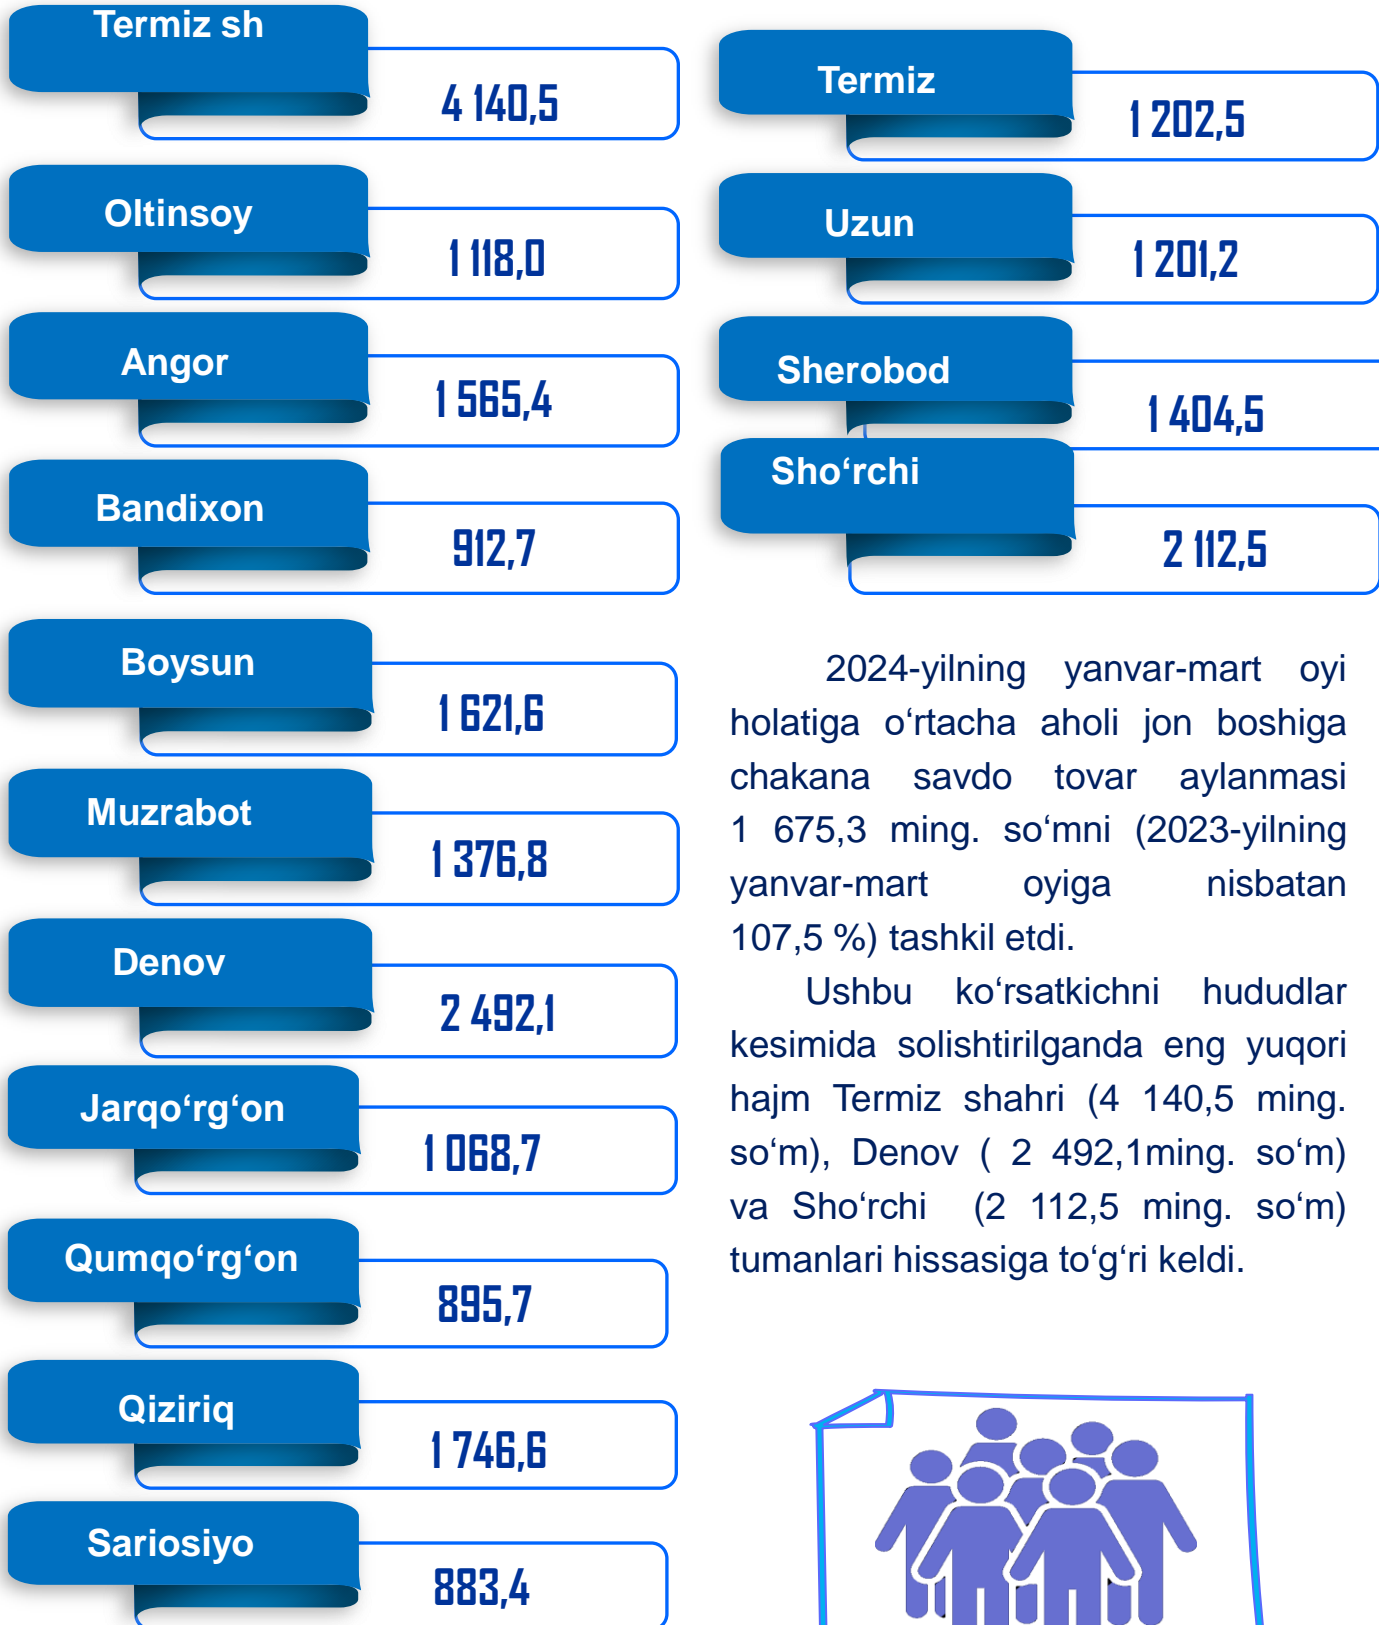 Termiz sh
4 140,5
Oltinsoy
1 118,0
Angor
1 565,4
Bandixon
912,7
Boysun
1 621,6
Muzrabot
1 376,8
Denov
2 492,1
Jarqo‘rg‘on
1 068,7
Qumqo‘rg‘on
895,7
Qiziriq
1 746,6
Sariosiyo
883,4
Termiz
1 202,5
Uzun
1 201,2
Sherobod
1 404,5
Sho‘rchi
2 112,5
2024-yilning yanvar-mart oyi
holatiga o‘rtacha aholi jon boshiga
chakana savdo tovar aylanmasi
1 675,3 ming. so‘mni (2023-yilning
yanvar-mart oyiga nisbatan
107,5 %) tashkil etdi.
Ushbu ko‘rsatkichni hududlar
kesimida solishtirilganda eng yuqori
hajm Termiz shahri (4 140,5 ming.
so‘m), Denov ( 2 492,1ming. so‘m)
va Sho‘rchi (2 112,5 ming. so‘m)
tumanlari hissasiga to‘g‘ri keldi.